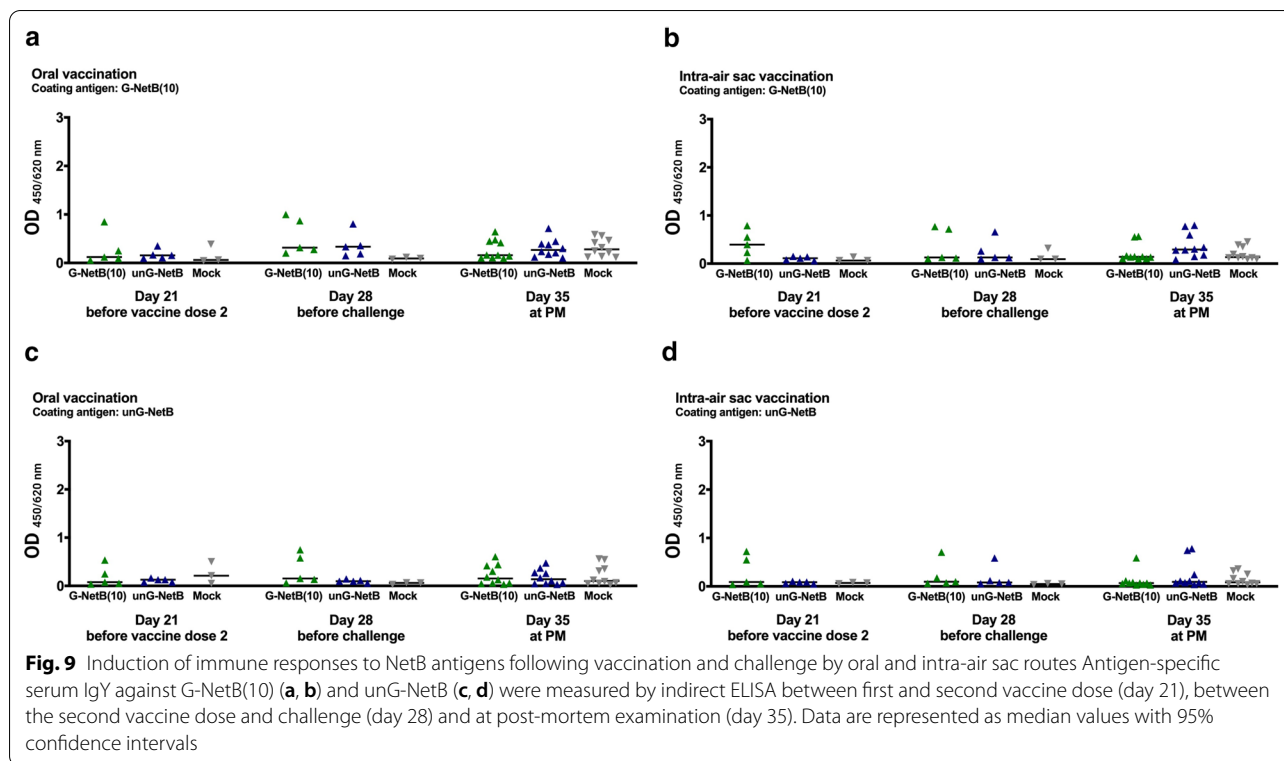 a
Oral vaccination
Coating antigen: G-NetB(10)
OD 450/620 nm
3
2
1
0
G-NetB(10) unG-NetB Mock G-NetB(10) unG-NetB Mock G-NetB(10) unG-NetB Mock
Day 21 Day 28 Day 35
before vaccine dose 2 before challenge at PM
b
Intra-air sac vaccination
Coating antigen: G-NetB(10)
OD 450/620 nm
3
2
1
0
G-NetB(10) unG-NetB Mock G-NetB(10) unG-NetB Mock G-NetB(10) unG-NetB Mock
Day 21 Day 28 Day 35
before vaccine dose 2 before challenge at PM
c
Oral vaccination
Coating antigen: unG-NetB
OD 450/620 nm
3
2
1
0
G-NetB(10) unG-NetB Mock G-NetB(10) unG-NetB Mock G-NetB(10) unG-NetB Mock
Day 21 Day 28 Day 35
before vaccine dose 2 before challenge at PM
d
Intra-air sac vaccination
Coating antigen: unG-NetB
OD 450/620 nm
3
2
1
0
G-NetB(10) unG-NetB Mock G-NetB(10) unG-NetB Mock G-NetB(10) unG-NetB Mock
Day 21 Day 28 Day 35
before vaccine dose 2 before challenge at PM
Fig. 9 Induction of immune responses to NetB antigens following vaccination and challenge by oral and intra-air sac routes Antigen-specific
serum IgY against G-NetB(10) (a, b) and unG-NetB (c, d) were measured by indirect ELISA between first and second vaccine dose (day 21), between
the second vaccine dose and challenge (day 28) and at post-mortem examination (day 35). Data are represented as median values with 95%
confidence intervals